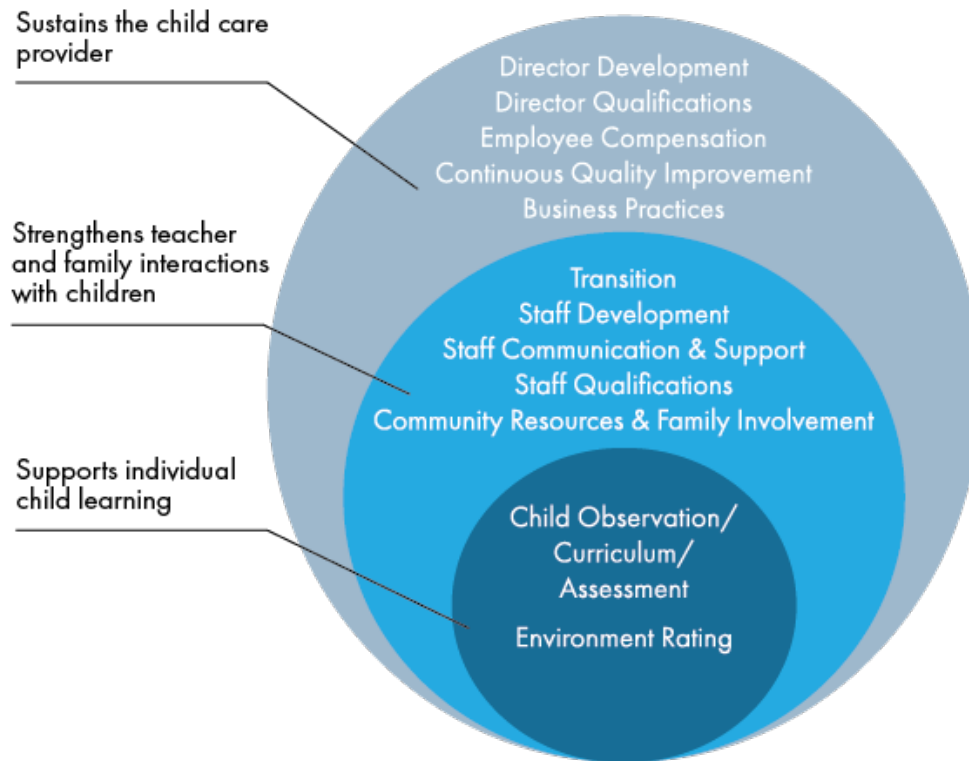 Sustains the child care
provider
Director Development
Director Qualifications
Employee Compensation
Continuous Quality Improvement
Business Practices
Strengthens teacher
and family interactions
with children
Transition
Staff Development
Staff Communication & Support
Staff Qualifications
Community Resources & Family Involvement
Supports individual
child learning
Child Observation/
Curriculum/
Assessment
Environment Rating